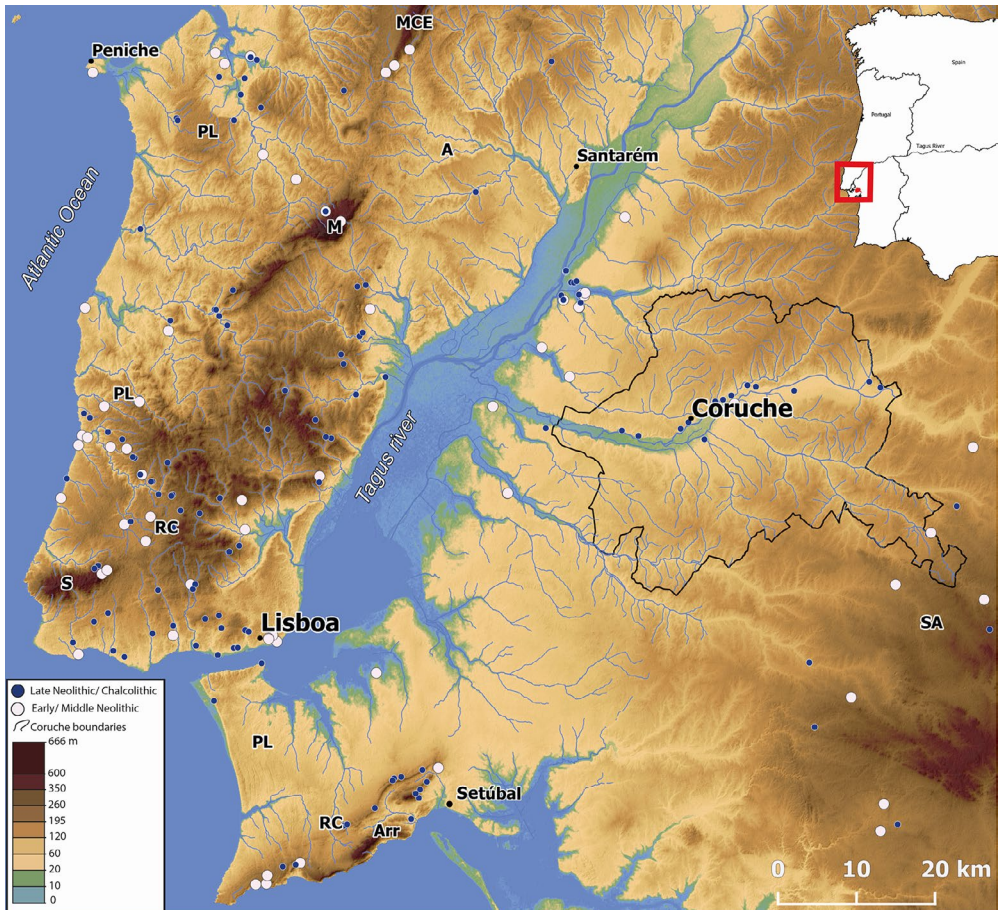 MCE
Peniche
Spain
Portugal
PL
A
Santarém
Tagus River
Atlantic Ocean
M
PL
Coruche
Tagus river
RC
S
Lisboa
SA
Late Neolithic/ Chalcolithic
Early/ Middle Neolithic
Coruche boundaries
666 m
600
350
260
195
120
60
20
10
0
PL
Setúbal
RC
Arr
0 10 20 km